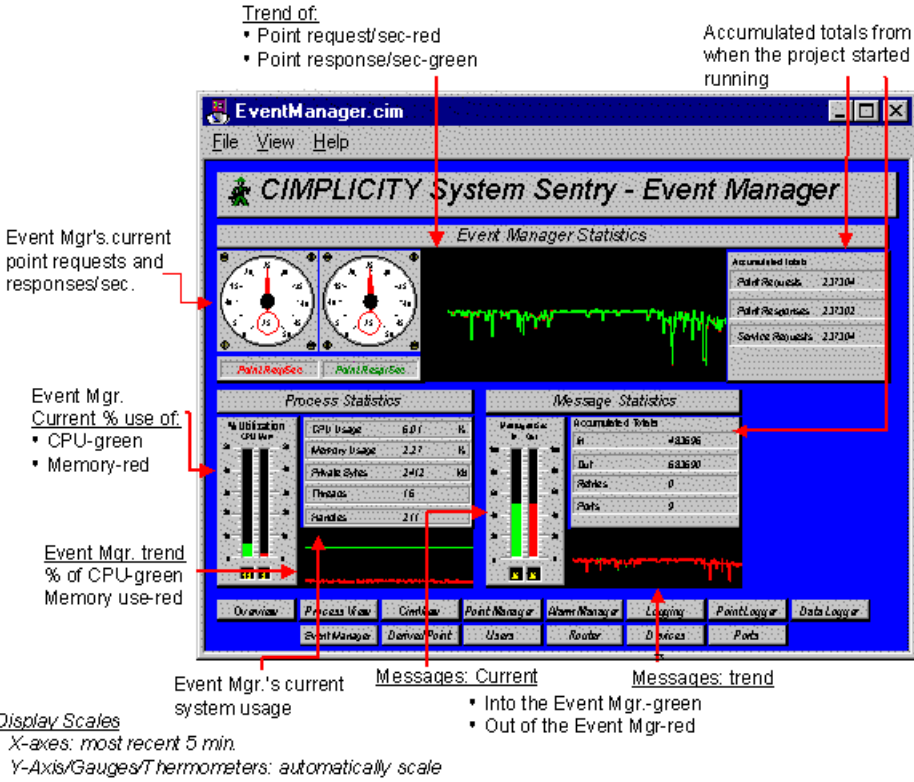 Trend of:
• Point request/sec-red
• Point response/sec-green
Accumulated totals from
when the project started
running
EventManager.cim
File View Help
CIMPLICITY System Sentry - Event Manager
Event Mgr's.current
point requests and
responses/sec.
Event Manager Statistics
Accumulated totals
Point Requests 237304
Point Responses 237302
Service Requests 237304
Point Req/Sec
Point Resp/Sec
Event Mgr.
Current % use of:
• CPU-green
• Memory-red
Process Statistics
Message Statistics
% Utilization
CPU Usage 6.01 %
Memory Usage 2.27 %
Private Bytes 2412
Threads 16
Handles 211
In Out
Accumulated Totals
In
Out 683690
Retries 0
Ports 9
Event Mgr. trend
% of CPU-green
Memory use-red
Overview Process View CimView Point Manager Alarm Manager Logging Point Logger Data Logger
Event Manager Derived Point Users Router Devices Ports
Event Mgr.'s current
system usage
Messages: Current
• Into the Event Mgr.-green
• Out of the Event Mgr-red
Messages: trend
Display Scales
X-axes: most recent 5 min.
Y-Axis/Gauges/Thermometers: automatically scale